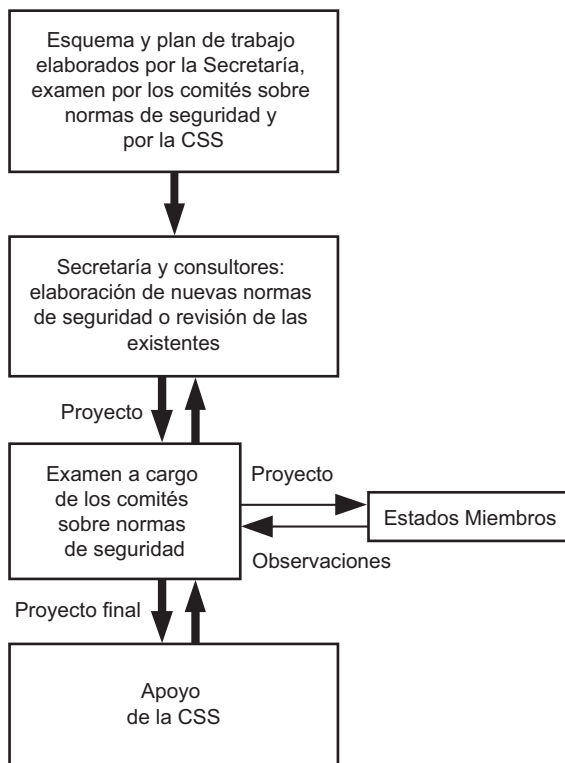 Esquema y plan de trabajo
elaborados por la Secretaría,
examen por los comités sobre
normas de seguridad y
por la CSS
Secretaría y consultores:
elaboración de nuevas normas
de seguridad o revisión de las
existentes
Proyecto
Examen a cargo
de los comités
sobre normas
de seguridad
Proyecto
Estados Miembros
Observaciones
Proyecto final
Apoyo
de la CSS